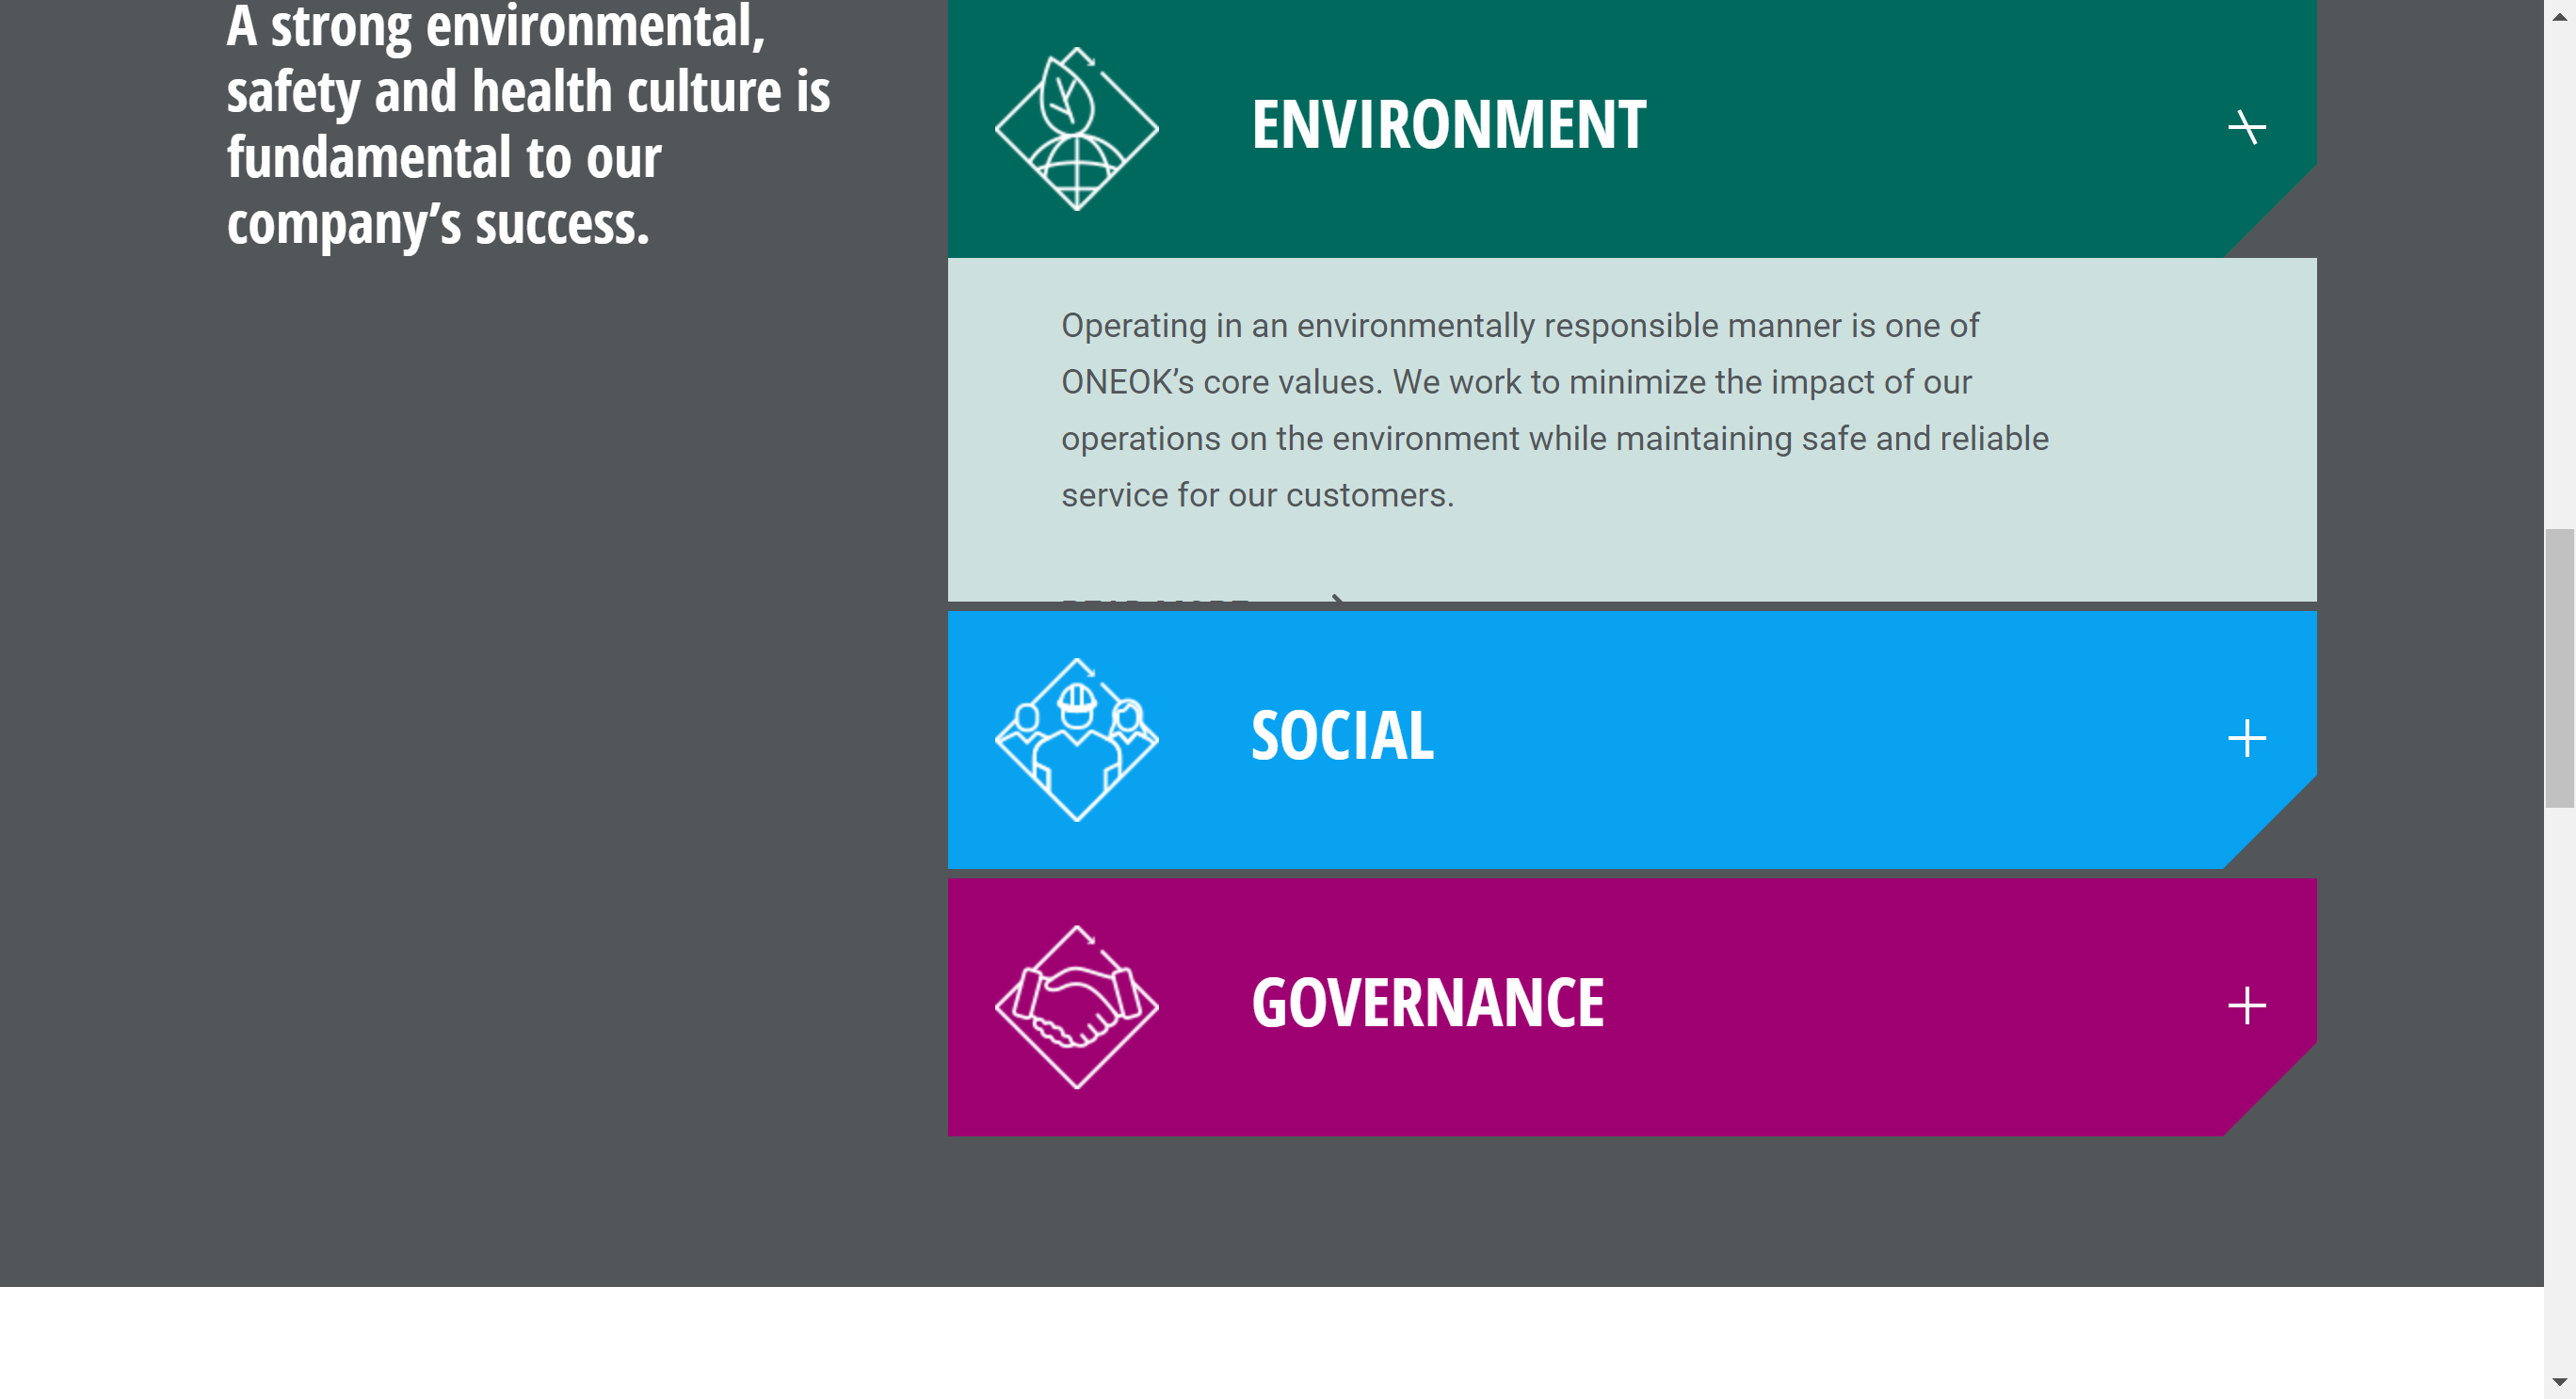 A strong environmental,
safety and health culture is
fundamental to our
company’s success.
ENVIRONMENT
Operating in an environmentally responsible manner is one of
ONEOK’s core values. We work to minimize the impact of our
operations on the environment while maintaining safe and reliable
service for our customers.
SOCIAL
GOVERNANCE